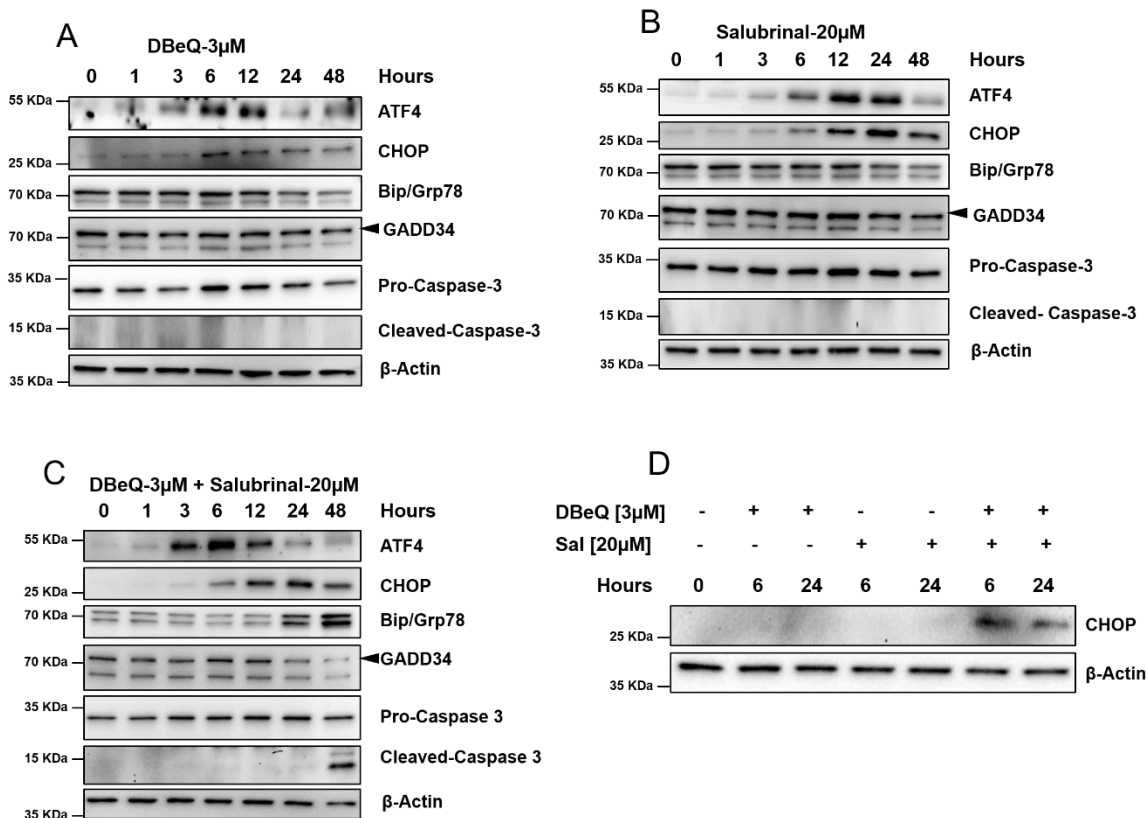 A
DBeQ-3µM
0 1 3 6 12 24 48 Hours
55 KDa
ATF4
CHOP
25 KDa
70 KDa
Bip/Grp78
70 KDa
GADD34
35 KDa
Pro-Caspase-3
15 KDa
Cleaved-Caspase-3
β-Actin
35 KDa
B
Salubrinal-20µM
0 1 3 6 12 24 48 Hours
55 KDa
ATF4
CHOP
25 KDa
70 KDa
Bip/Grp78
70 KDa
GADD34
35 KDa
Pro-Caspase-3
15 KDa
Cleaved- Caspase-3
β-Actin
35 KDa
C
DBeQ-3µM + Salubrinal-20µM
0 1 3 6 12 24 48 Hours
55 KDa
ATF4
CHOP
25 KDa
70 KDa
Bip/Grp78
70 KDa
GADD34
35 KDa
Pro-Caspase 3
15 KDa
Cleaved-Caspase 3
β-Actin
35 KDa
D
DBeQ [3µM] - + + - - + +
Sal [20µM] - - - + + + +
Hours 0 6 24 6 24 6 24
CHOP
25 KDa
β-Actin
35 KDa